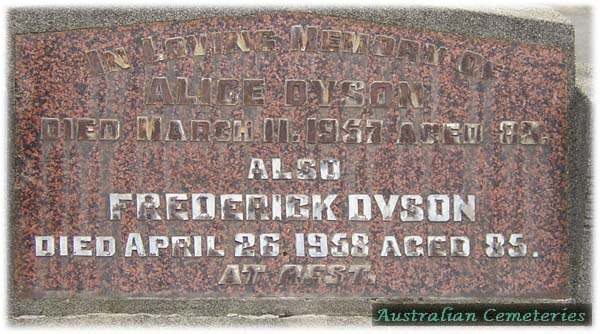 In Loving Memory Of
ALICE DYSON
DIED MARCH 11. 1957 AGED
ALSO
FREDERICK DYSON
DIED APRIL 26. 1958 AGED 85.
AT REST.
Australian Cemeteries